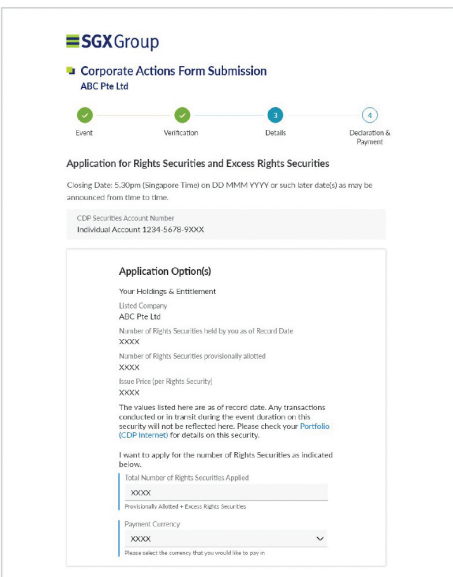 SGX Group
Corporate Actions Form Submission
ABC Pte Ltd
3
4
Event
Verification
Details
Declaration &
Payment
Application for Rights Securities and Excess Rights Securities
Closing Date: 5.30pm (Singapore Time) on DD MMM YYYY or such later date(s) as may be
announced from time to time.
CDP Securities Account Number
Individual Account 1234-5678-9XXX
Application Option(s)
Your Holdings & Entitlement
Listed Company
ABC Pte Ltd
Number of Rights Securities held by you as of Record Date
XXXX
Number of Rights Securities provisionally allotted
XXXX
Issue Price (per Rights Security)
XXXX
The values listed here are as of record date. Any transactions
conducted or in transit during the event duration on this
security will not be reflected here. Please check your Portfolio
(CDP Internet) for details on this security.
I want to apply for the number of Rights Securities as indicated
below.
Total Number of Rights Securities Applied
XXXX
Provisionally Allotted + Excess Rights Securities
Payment Currency
XXXX
Please select the currency that you would like to pay in